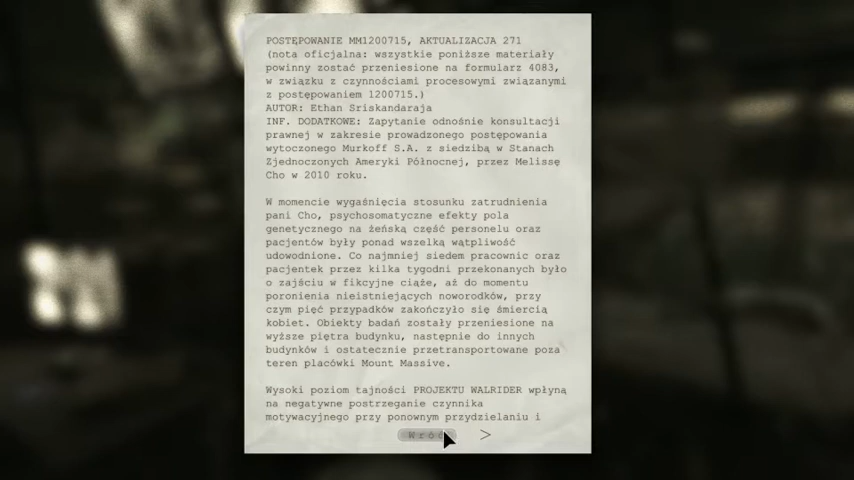 POSTĘPOWANIE MM1200715, AKTUALIZACJA 271
(nota oficjalna: wszystkie poniższe materiały
powinny zostać przeniesione na formularz 4083,
w związku z czynnościami procesowymi związanymi
z postępowaniem 1200715.)
AUTOR: Ethan Sriskandaraja
INF. DODATKOWE: Zapytanie odnośnie konsultacji
prawnej w zakresie prowadzonego postępowania
wytoczonego Murkoff S.A. z siedzibą w Stanach
Zjednoczonych Ameryki Północnej, przez Melissę
Cho w 2010 roku.
W momencie wygaśnięcia stosunku zatrudnienia
pani Cho, psychosomatyczne efekty pola
genetycznego na żeńską część personelu oraz
pacjentów były ponad wszelką wątpliwość
udowodnione. Co najmniej siedem pracownic oraz
pacjentek przez kilka tygodni przekonanych było
o zajściu w fikcyjne ciąże, aż do momentu
poronienia nieistniejących noworodków, przy
czym pięć przypadków zakończyło się śmiercią
kobiet. Obiekty badań zostały przeniesione na
wyższe piętra budynku, następnie do innych
budynków i ostatecznie przetransportowane poza
teren placówki Mount Massive.
Wysoki poziom tajności PROJEKTU WALRIDER wpłyną
na negatywne postrzeganie czynnika
motywacyjnego przy ponownym przydzielaniu i
>